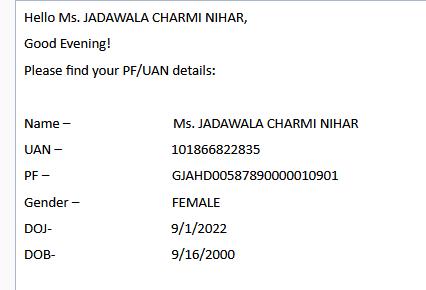 Hello Ms. JADAWALA CHARMI NIHAR,
Good Evening!
Please find your PF/UAN details:
Name – Ms. JADAWALA CHARMI NIHAR
UAN – 101866822835
PF – GJAHD00587890000010901
Gender – FEMALE
DOJ- 9/1/2022
DOB- 9/16/2000